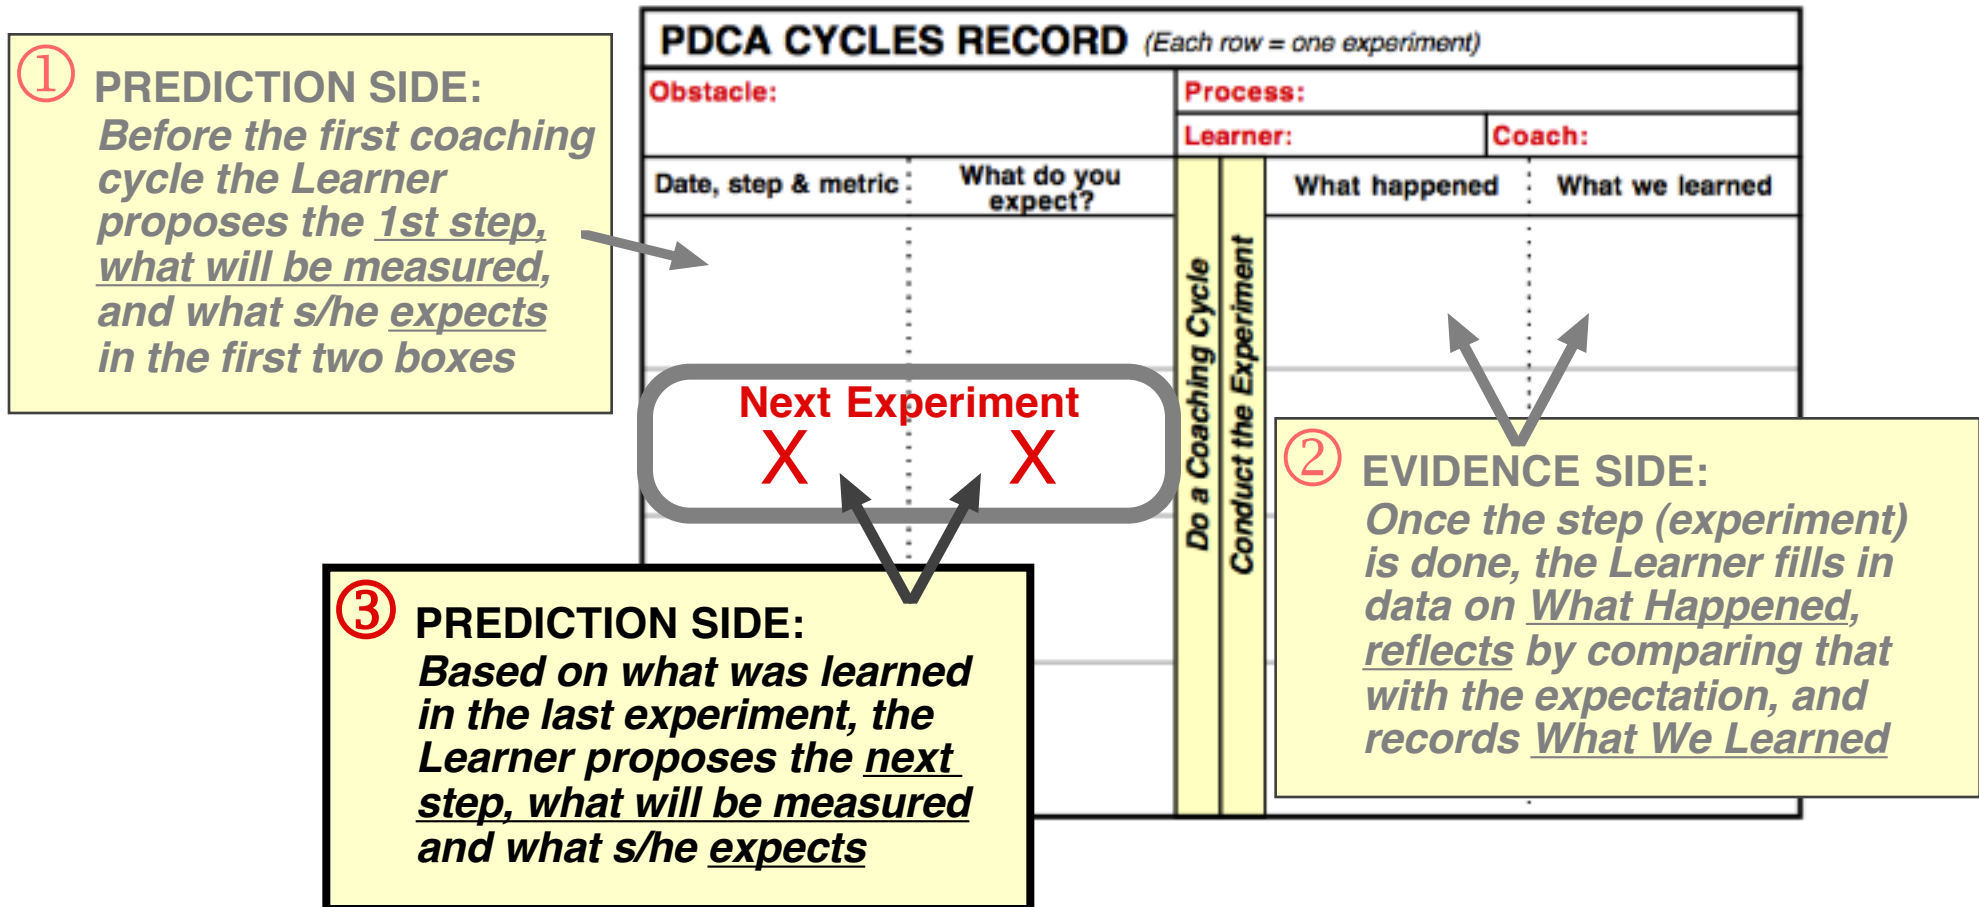 PDCA CYCLES RECORD (Each row = one experiment)
Obstacle:
Process:
Learner:
Coach:
Date, step & metric
What do you
expect?
Do a Coaching Cycle
Conduct the Experiment
What happened
What we learned
① PREDICTION SIDE:
Before the first coaching
cycle the Learner
proposes the 1st step,
what will be measured,
and what s/he expects
in the first two boxes
Next Experiment
X X
② EVIDENCE SIDE:
Once the step (experiment)
is done, the Learner fills in
data on What Happened,
reflects by comparing that
with the expectation, and
records What We Learned
③ PREDICTION SIDE:
Based on what was learned
in the last experiment, the
Learner proposes the next
step, what will be measured
and what s/he expects